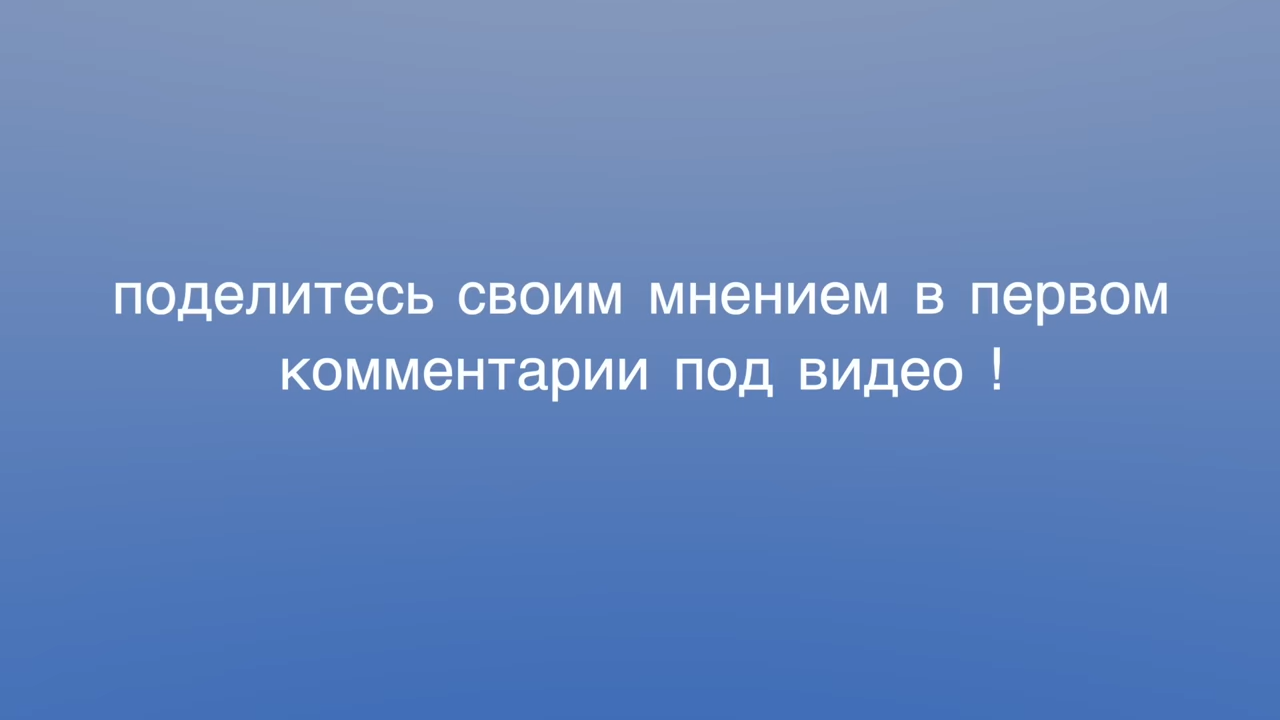 поделитесь своим мнением в первом
комментарии под видео !